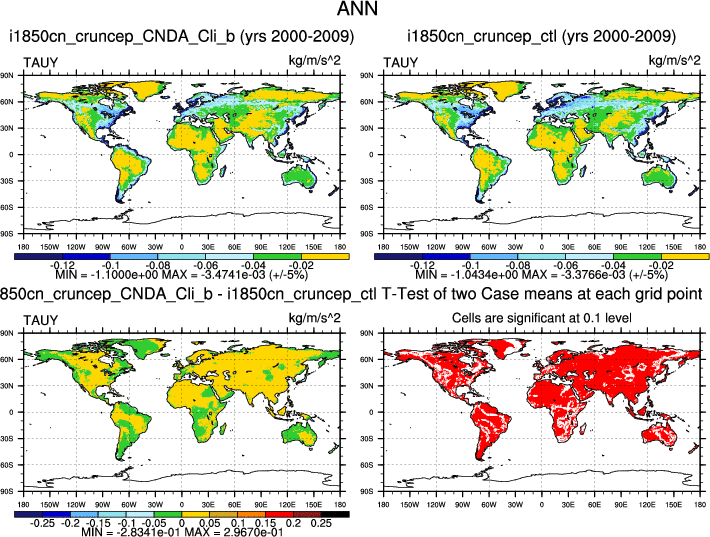 ANN
i1850cn_cruncep_CNDA_Cli_b (yrs 2000-2009)
i1850cn_cruncep_ctl (yrs 2000-2009)
TAUY kg/m/s^2
TAUY kg/m/s^2
90N
60N
30N
0
30S
60S
90S
180 150W 120W 90W 60W 30W 0 30E 60E 90E 120E 150E 180
-0.12 -0.1 -0.08 -0.06 -0.04 -0.02
MIN = -1.1000e+00 MAX = -3.4741e-03 (+/-5%)
90N
60N
30N
0
30S
60S
90S
180 150W 120W 90W 60W 30W 0 30E 60E 90E 120E 150E 180
-0.12 -0.1 -0.08 -0.06 -0.04 -0.02
MIN = -1.0434e+00 MAX = -3.3766e-03 (+/-5%)
850cn_cruncep_CNDA_Cli_b - i1850cn_cruncep_ctl
T-Test of two Case means at each grid point
TAUY kg/m/s^2
Cells are significant at 0.1 level
90N
60N
30N
0
30S
60S
90S
180 150W 120W 90W 60W 30W 0 30E 60E 90E 120E 150E 180
-0.25 -0.2 -0.15 -0.1 -0.05 0 0.05 0.1 0.15 0.2 0.25
MIN = -2.8341e-01 MAX = 2.9670e-01
90N
60N
30N
0
30S
60S
90S
180 150W 120W 90W 60W 30W 0 30E 60E 90E 120E 150E 180